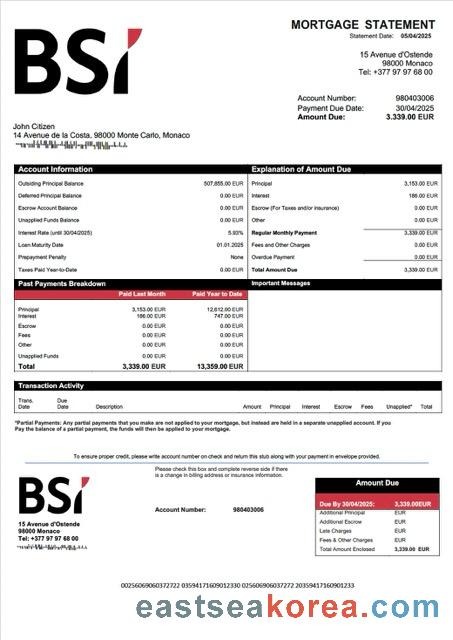 BSI
MORTGAGE STATEMENT
Statement Date: 05/04/2025
15 Avenue d'Ostende
98000 Monaco
Tel: +377 97 97 68 00
Account Number: 980403006
Payment Due Date: 30/04/2025
Amount Due: 3.339.00 EUR
John Citizen
14 Avenue de la Costa, 98000 Monte Carlo, Monaco
Account Information
Outsiding Principal Balance 507,855.00 EUR
Deferred Principal Balance 0.00 EUR
Escrow Account Balance 0.00 EUR
Unapplied Funds Balance 0.00 EUR
Interest Rate (until 30/04/2025) 5.93%
Loan Maturity Date 01.01.2025
Prepayment Penalty None
Taxes Paid Year-to-Date 0.00 EUR
Explanation of Amount Due
Principal 3,153.00 EUR
Interest 186.00 EUR
Escrow (For Taxes and/or insurance) 0.00 EUR
Other 0.00 EUR
Regular Monthly Payment 3,339.00 EUR
Fees and Other Charges 0.00 EUR
Overdue Payment 0.00 EUR
Total Amount Due 3,339.00 EUR
Past Payments Breakdown
Paid Last Month Paid Year to Date
Principal 3,153.00 EUR 12,612.00 EUR
Interest 186.00 EUR 747.00 EUR
Escrow 0.00 EUR 0.00 EUR
Fees 0.00 EUR 0.00 EUR
Other 0.00 EUR 0.00 EUR
Unapplied Funds 0.00 EUR 0.00 EUR
Total 3,339.00 EUR 13,359.00 EUR
Important Messages
Transaction Activity
Trans. Date Due Date Description Amount Principal Interest Escrow Fees Unapplied* Total
*Partial Payments: Any partial payments that you make are not applied to your mortgage, but instead are held in a separate unapplied account. If you
Pay the balance of a partial payment, the funds will then be applied to your mortgage.
To ensure proper credit, please write account number on check and return this stub along with your payment in envelope provided.
BSI
15 Avenue d'Ostende
98000 Monaco
Tel: +377 97 97 68 00
Please check this box and complete reverse side if there
is a change in billing address or insurance information.
Account Number: 980403006
Amount Due
Due By 30/04/2025: 3,339.00EUR
Additional Principal EUR
Additional Escrow EUR
Late Charges EUR
Fees & Other Charges EUR
Total Amount Enclosed 3,339.00 EUR
00256069060372722 03594171609012330 0256069060372272 20359417160901233
eastseakorea.com